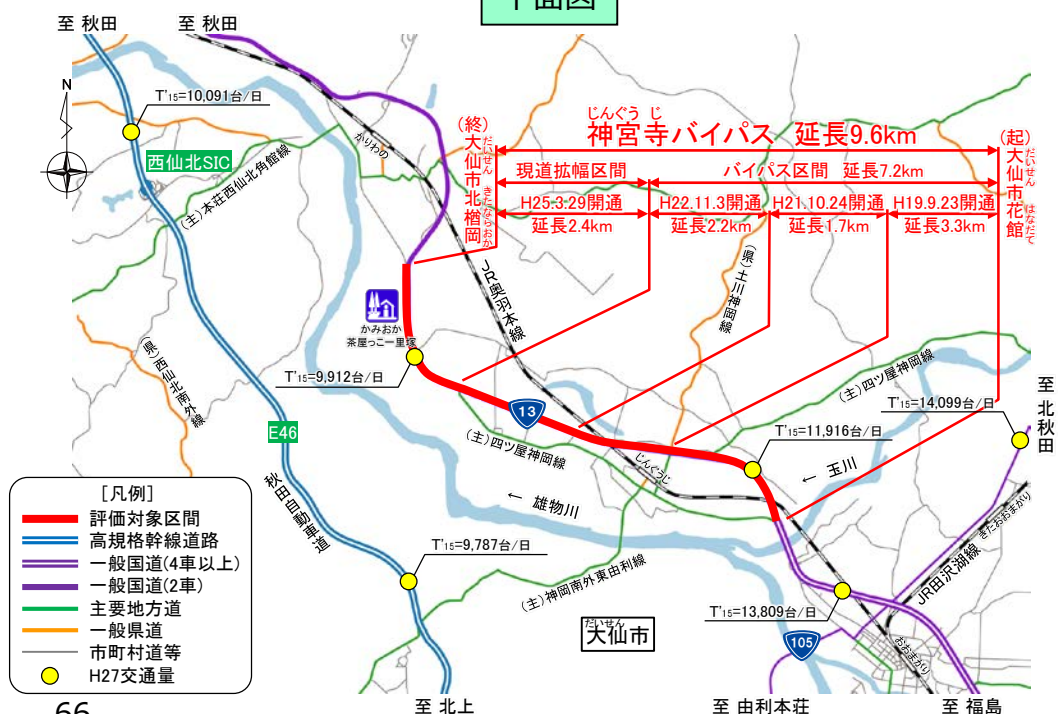 平面図
至 秋田
至 秋田
N
T'15=10,091台/日
西仙北SIC
(主)本荘西仙北角館線
かりわの
(終)大仙市北楢岡
だいせん きたならおか
じんぐうじ
神宮寺バイパス 延長9.6km
(起)大仙市花館
だいせん はなだて
現道拡幅区間
バイパス区間 延長7.2km
H25.3.29開通
延長2.4km
H22.11.3開通
延長2.2km
H21.10.24開通
延長1.7km
H19.9.23開通
延長3.3km
(県)土川神岡線
JR奥羽本線
かみおか
茶屋っこ一里塚
T'15=9,912台/日
(県)西仙北南外線
E46
秋田自動車道
13
(主)四ツ屋神岡線
(主)四ツ屋神岡線
じんぐうじ
T'15=14,099台/日
至 北秋田
T'15=11,916台/日
← 玉川
← 雄物川
T'15=9,787台/日
(主)神岡南外東由利線
きたおおまがり
JR田沢湖線
T'15=13,809台/日
だいせん
大仙市
105
おおまがり
[凡例]
評価対象区間
高規格幹線道路
一般国道(4車以上)
一般国道(2車)
主要地方道
一般県道
市町村道等
H27交通量
66
至 北上
至 由利本荘
至 福島